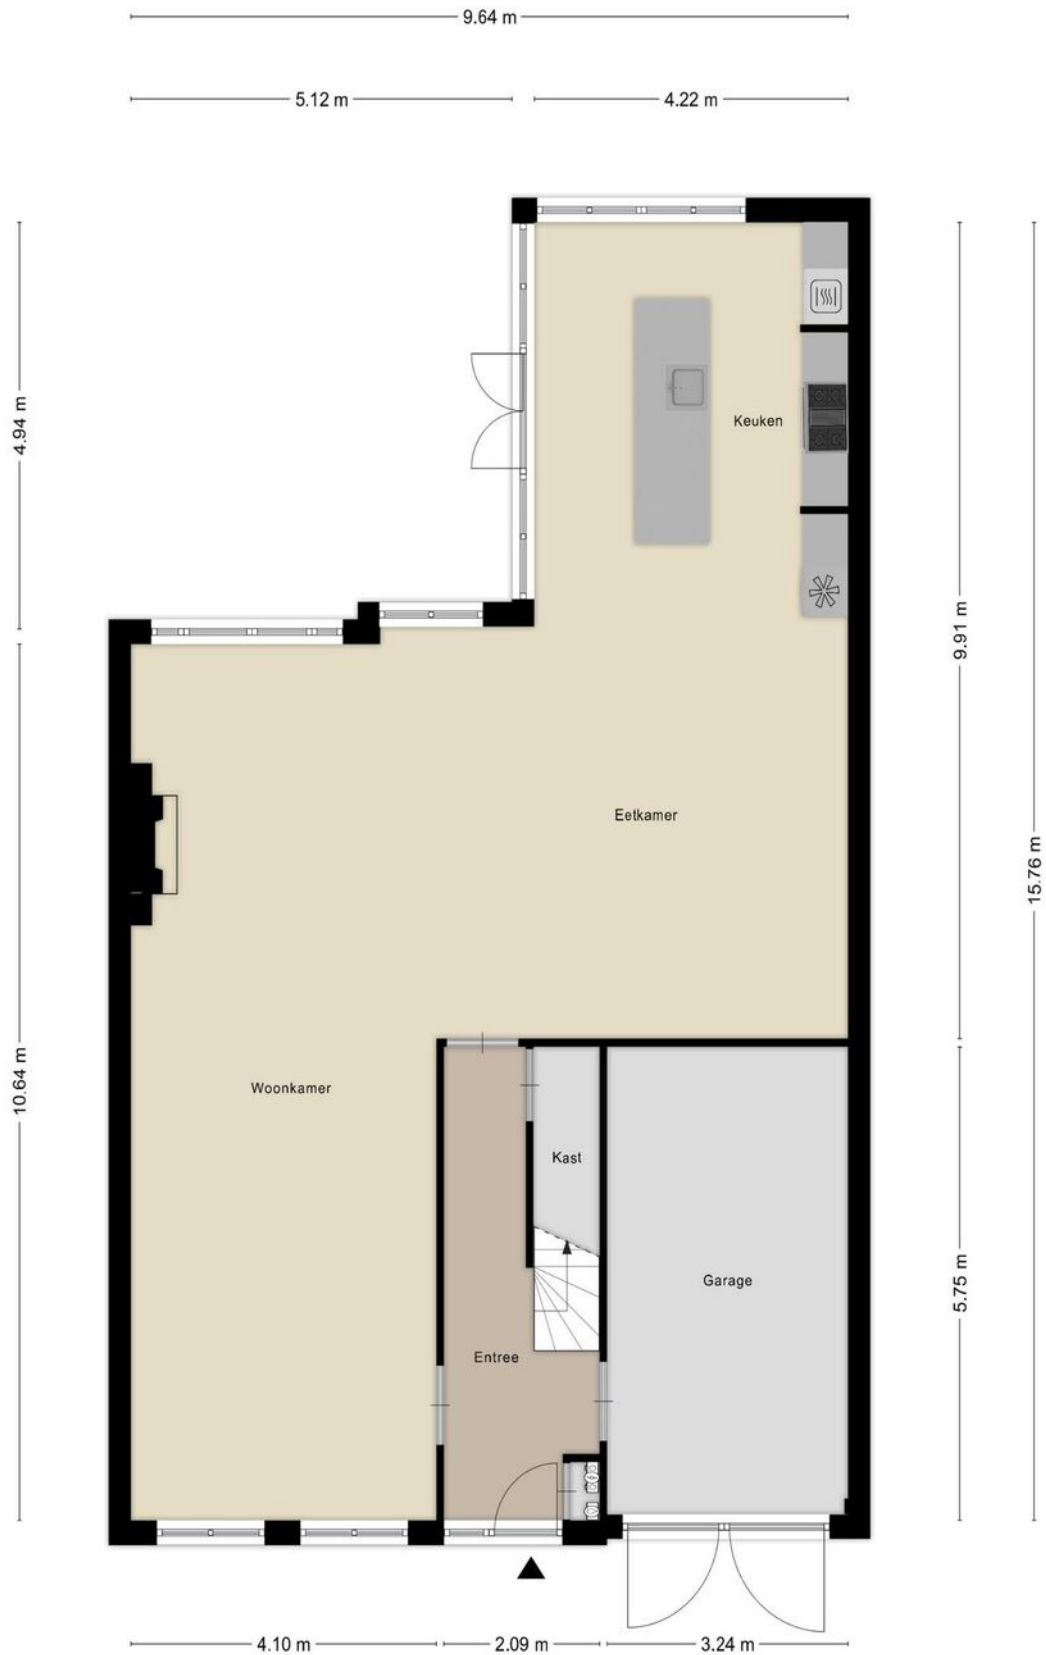 9.64 m
5.12 m
4.22 m
4.94 m
Keuken
9.91 m
Eetkamer
15.76 m
10.64 m
Woonkamer
Kast
5.75 m
Garage
Entree
4.10 m
2.09 m
3.24 m